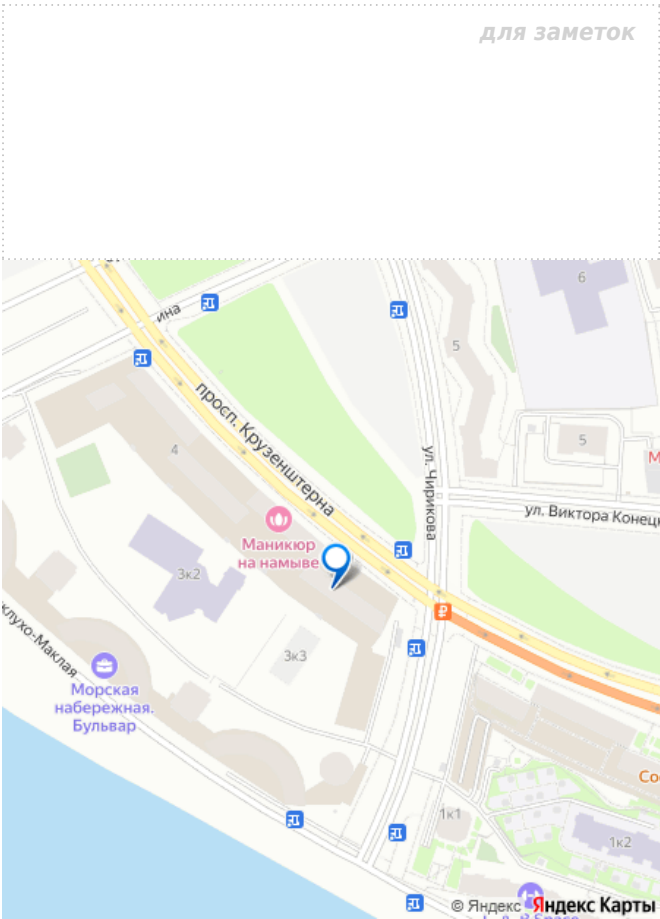 для заметок
6
ина
5
просп. Крузенштерна
5
4
ул. Чирикова
ул. Виктора Конецк
Маникюр
на намыве
3к2
клухо-Маклая
3к3
Морская
набережная.
Бульвар
Со
1к1
1к2
© Яндекс Яндекс Карты